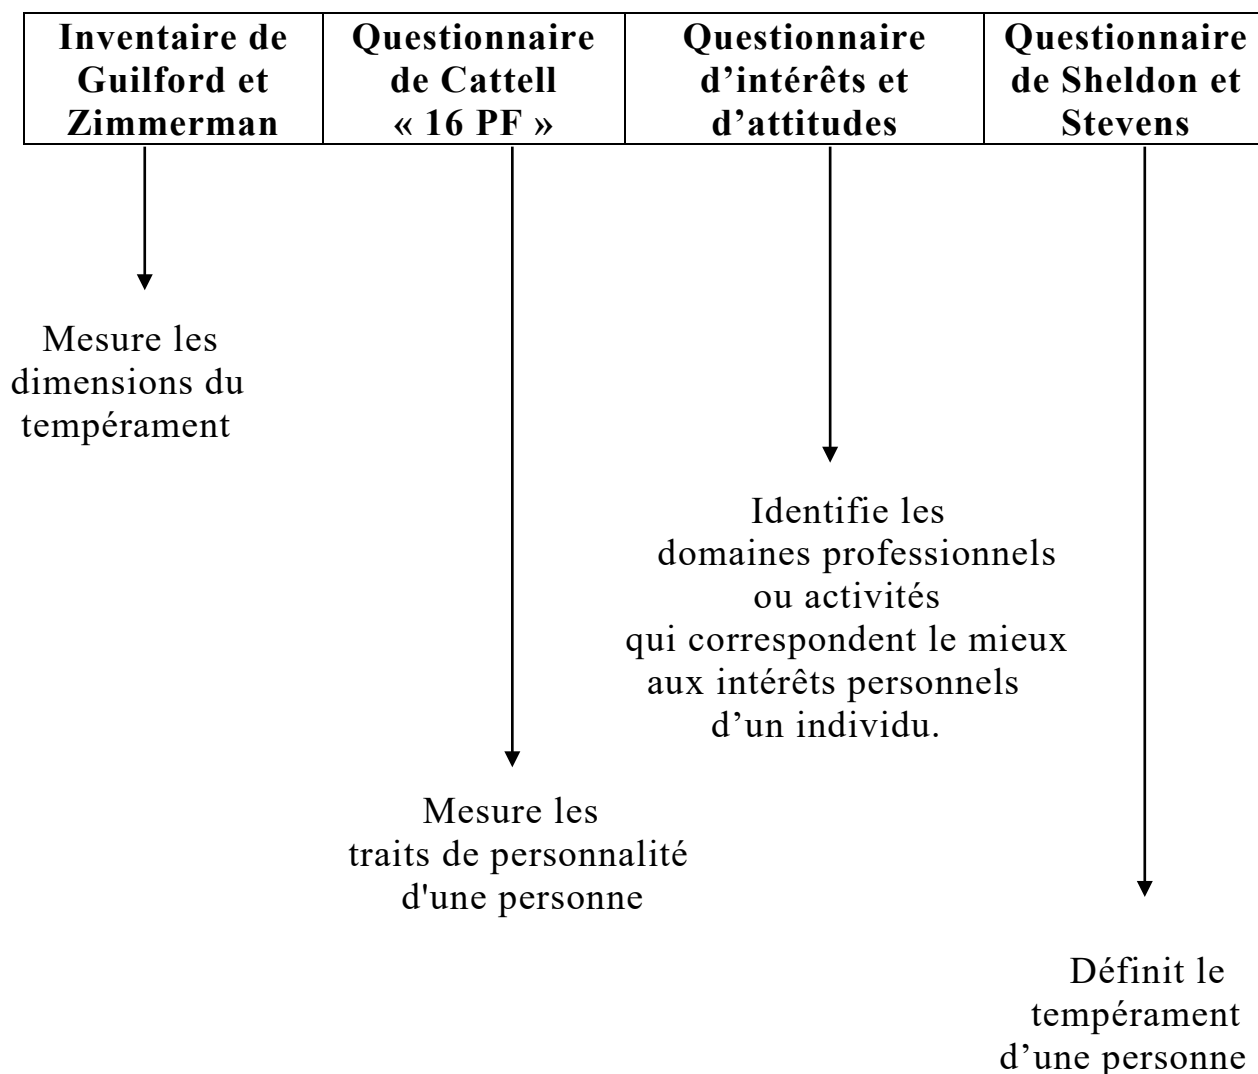 Inventaire de
Guilford et
Zimmerman
Questionnaire
de Cattell
« 16 PF »
Questionnaire
d’intérêts et
d’attitudes
Questionnaire
de Sheldon et
Stevens
Mesure les
dimensions du
tempérament
Identifie les
domaines professionnels
ou activités
qui correspondent le mieux
aux intérêts personnels
d’un individu.
Mesure les
traits de personnalité
d'une personne
Définit le
tempérament
d’une personne